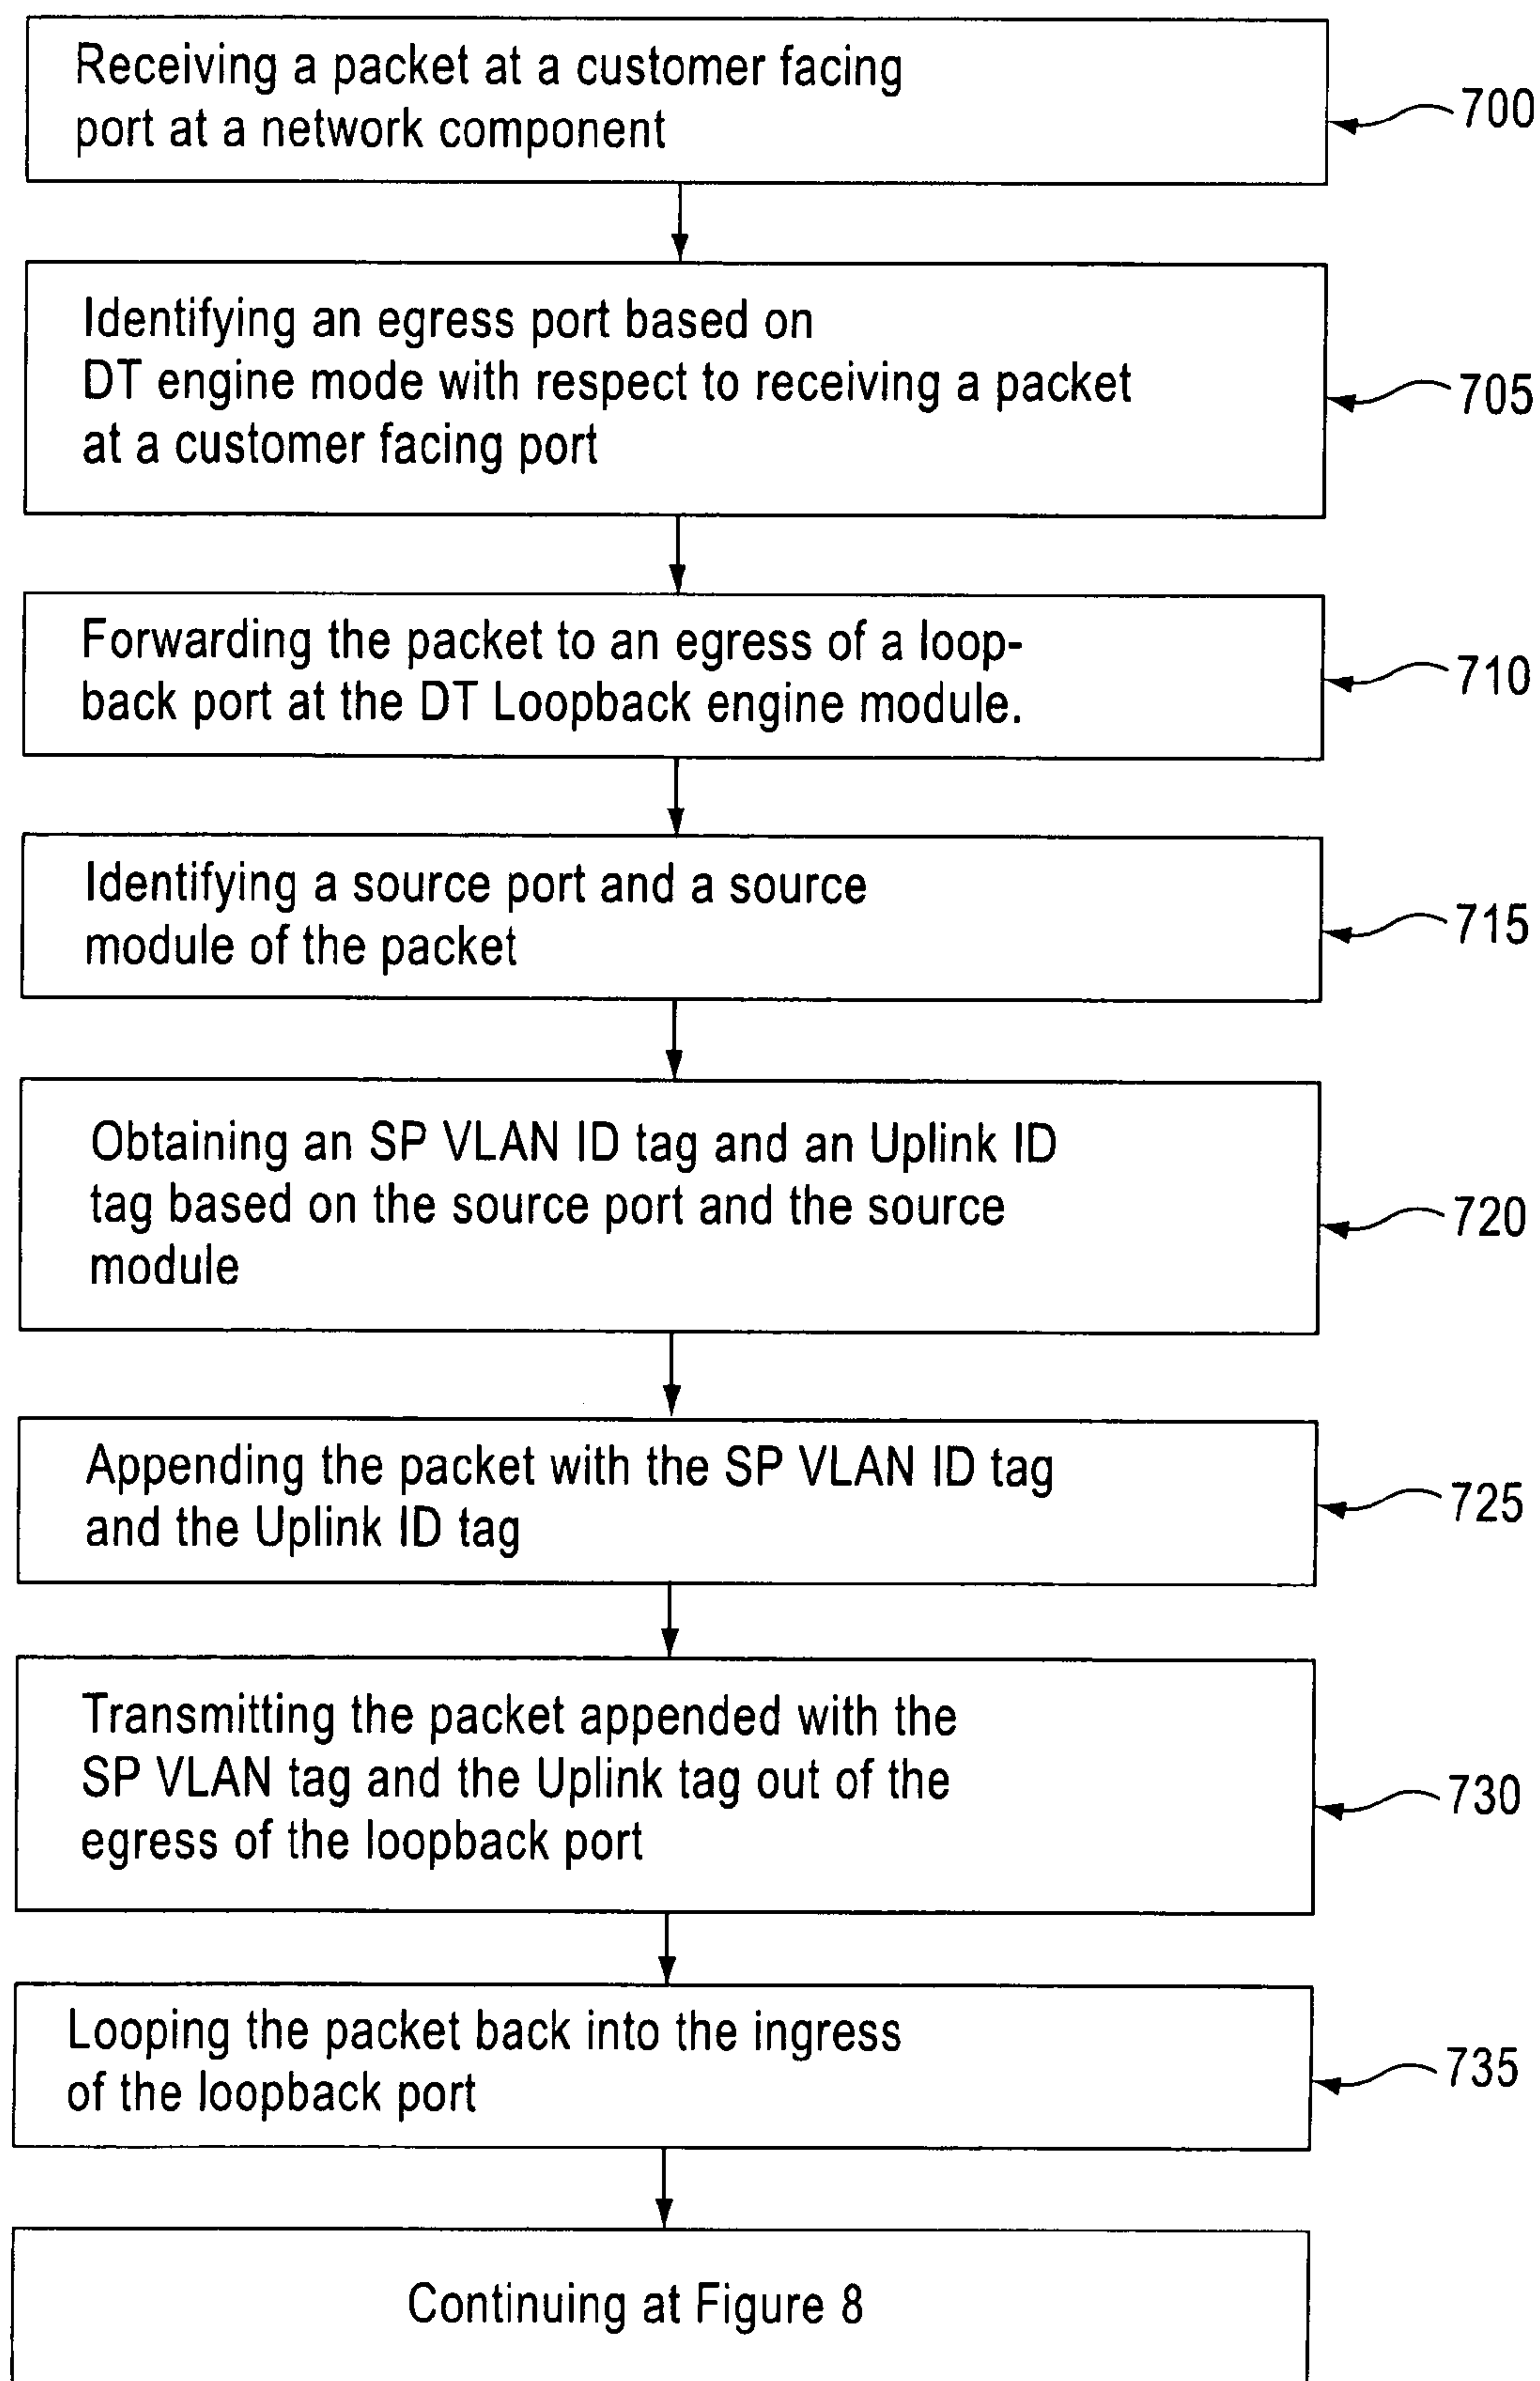 Receiving a packet at a customer facing
port at a network component
700
Identifying an egress port based on
DT engine mode with respect to receiving a packet
at a customer facing port
705
Forwarding the packet to an egress of a loop-
back port at the DT Loopback engine module.
710
Identifying a source port and a source
module of the packet
715
Obtaining an SP VLAN ID tag and an Uplink ID
tag based on the source port and the source
module
720
Appending the packet with the SP VLAN ID tag
and the Uplink ID tag
725
Transmitting the packet appended with the
SP VLAN tag and the Uplink tag out of the
egress of the loopback port
730
Looping the packet back into the ingress
of the loopback port
735
Continuing at Figure 8